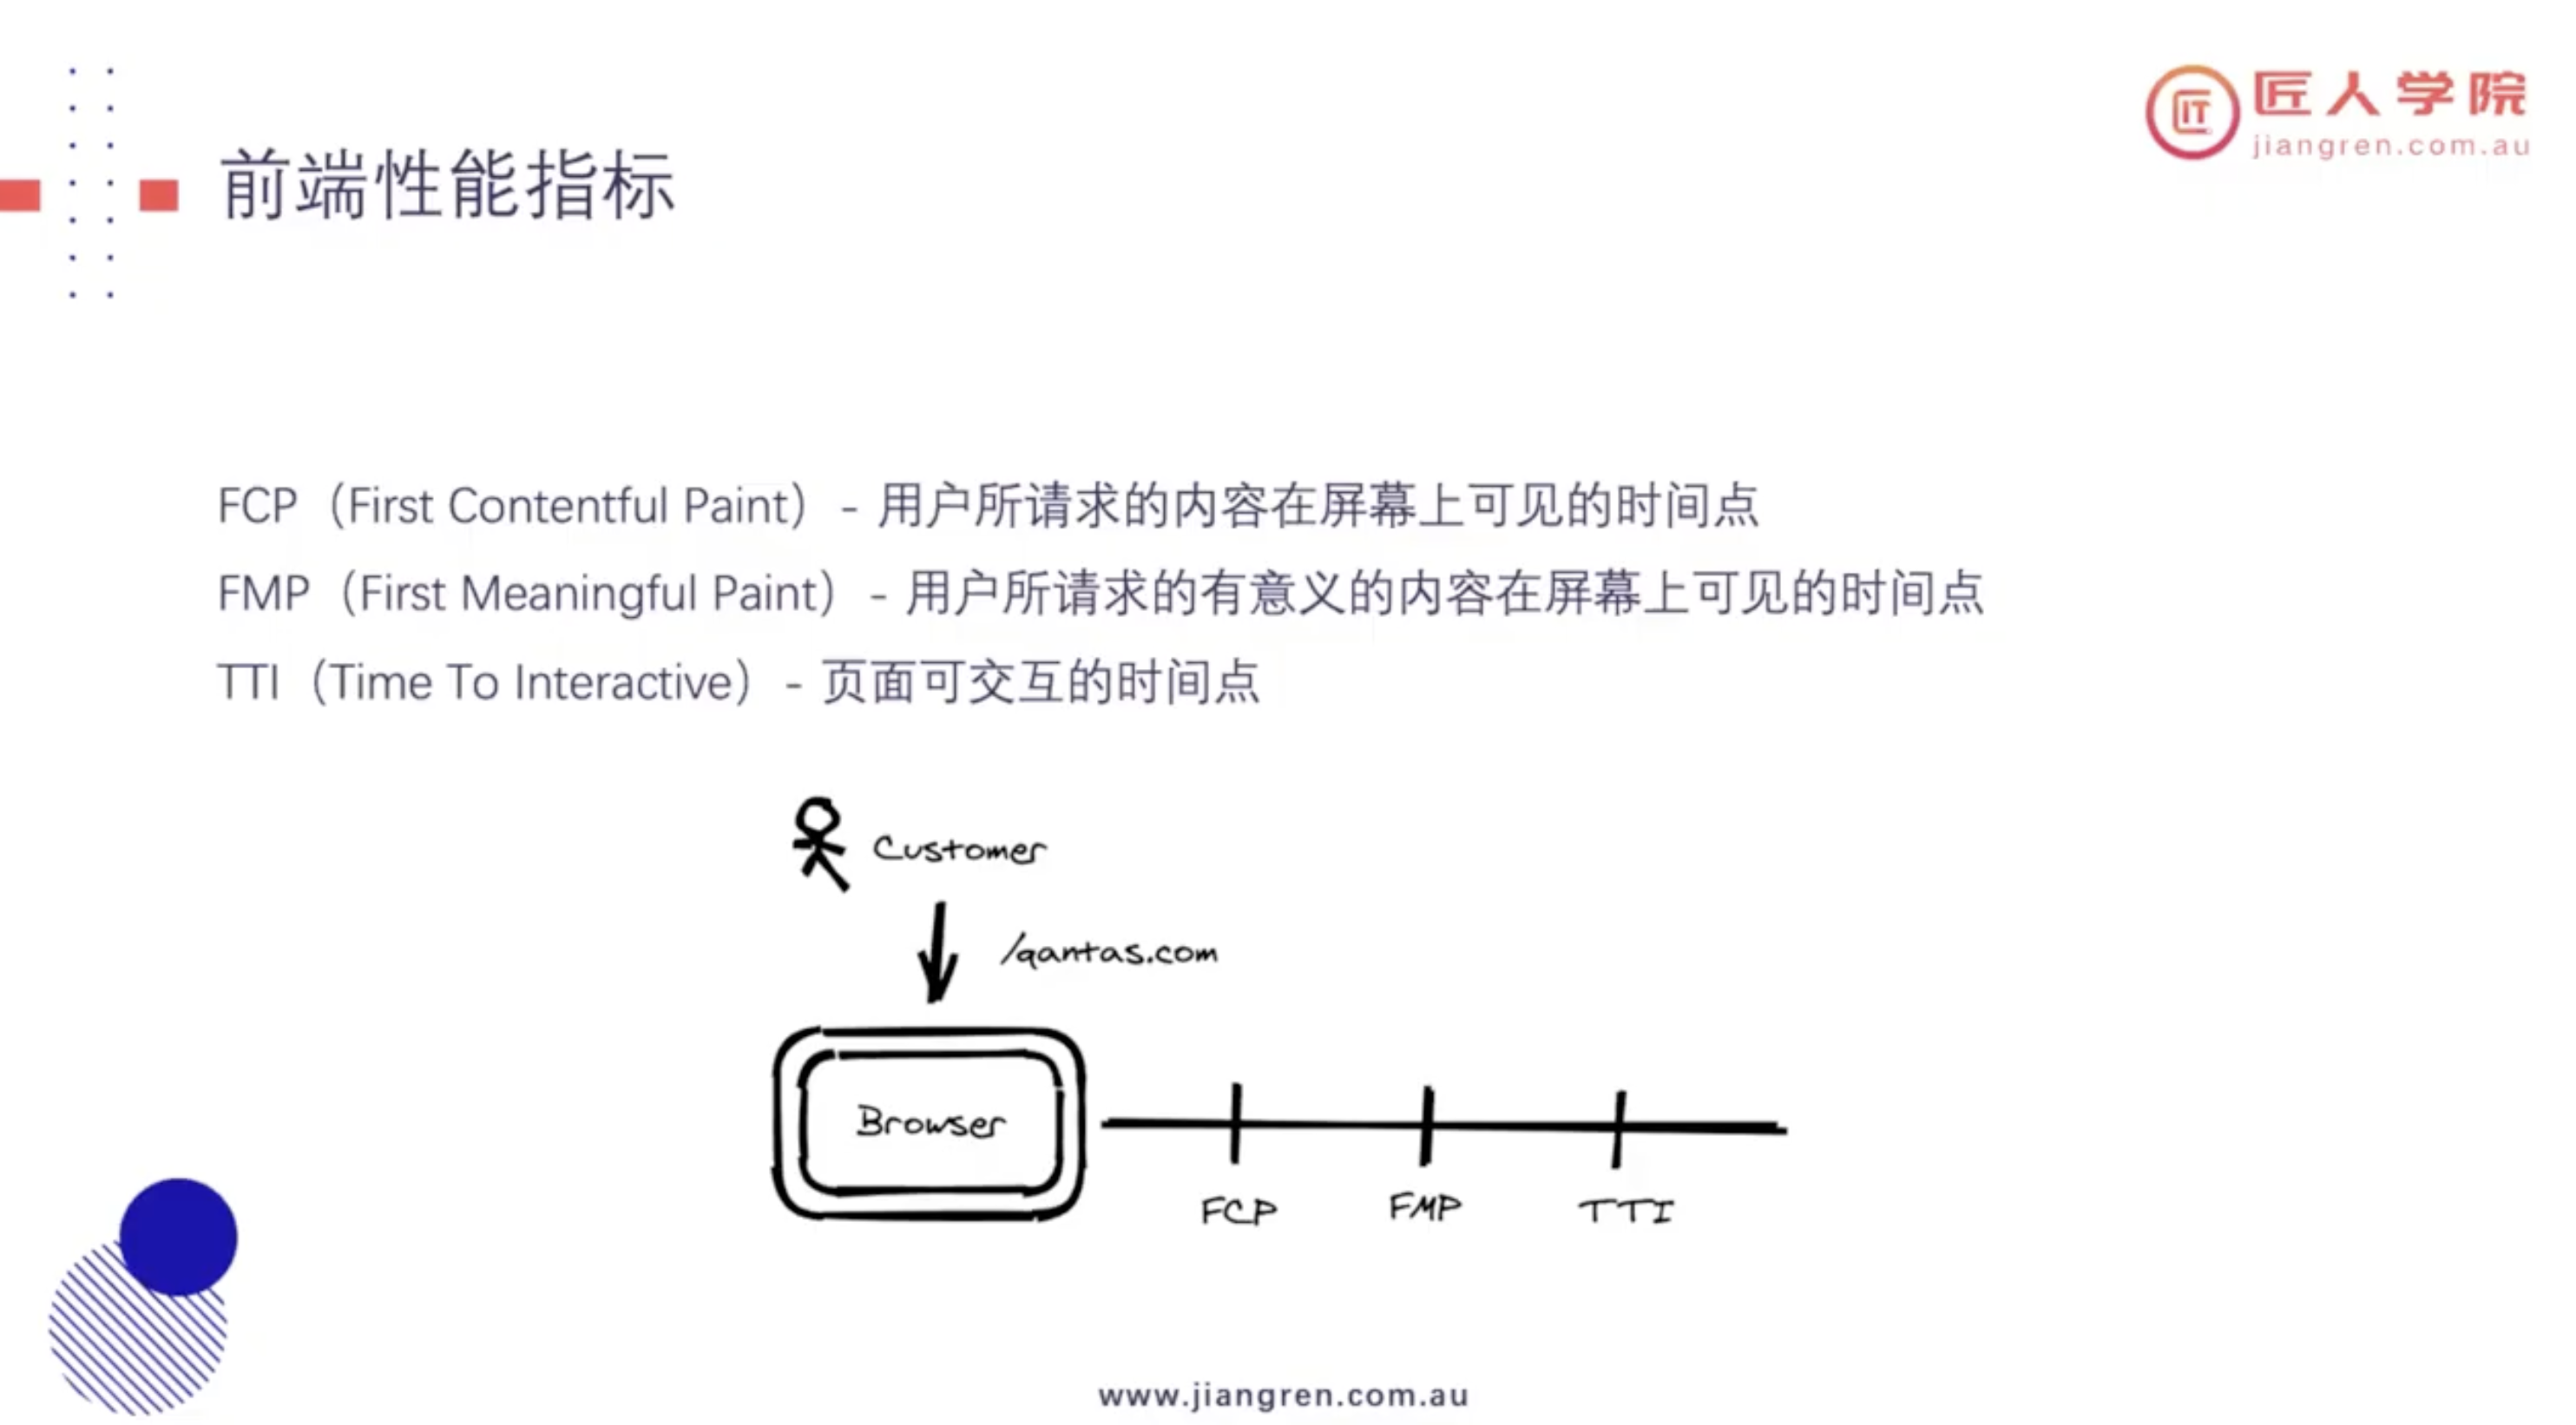 匠人学院
jiangren.com.au
前端性能指标
FCP（First Contentful Paint）- 用户所请求的内容在屏幕上可见的时间点
FMP（First Meaningful Paint）- 用户所请求的有意义的内容在屏幕上可见的时间点
TTI（Time To Interactive）- 页面可交互的时间点
Customer
/qantas.com
Browser
FCP FMP TTI
www.jiangren.com.au